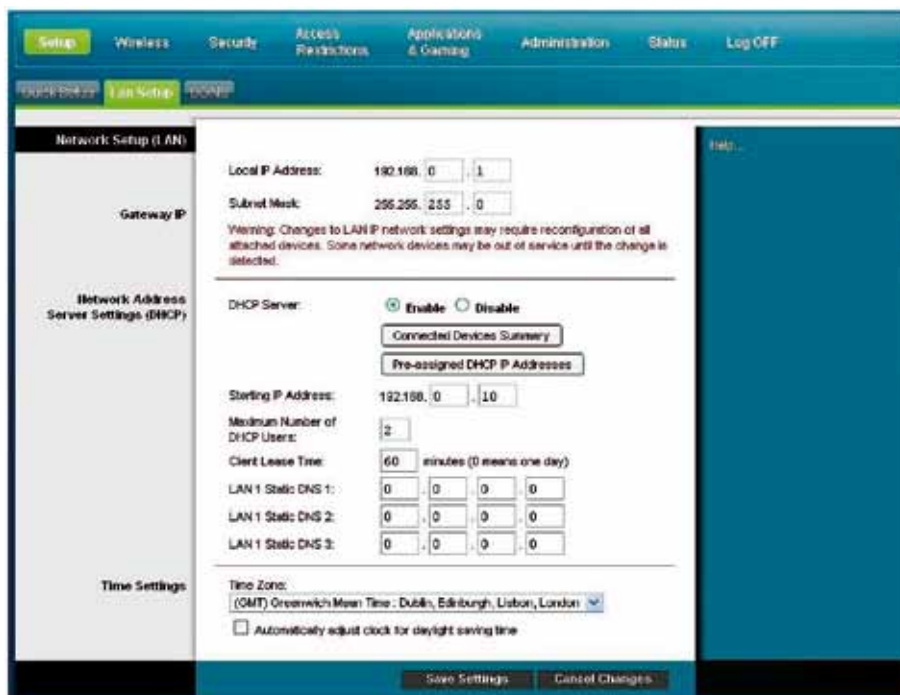 Setup Wireless Security Access Restrictions Applications & Gaming Administration Status Log OFF
Quick Setup Lan Setup DDNS
Network Setup (LAN)
Help...
Gateway IP
Local IP Address: 192.168. 0 . 1
Subnet Mask: 255.255. 255 . 0
Warning: Changes to LAN IP network settings may require reconfiguration of all
attached devices. Some network devices may be out of service until the change is
detected.
Network Address
Server Settings (DHCP)
DHCP Server: Enable Disable
Connected Devices Summary
Pre-assigned DHCP IP Addresses
Starting IP Address: 192.168. 0 . 10
Maximum Number of
DHCP Users: 2
Client Lease Time: 60 minutes (0 means one day)
LAN 1 Static DNS 1: 0 . 0 . 0 . 0
LAN 1 Static DNS 2: 0 . 0 . 0 . 0
LAN 1 Static DNS 3: 0 . 0 . 0 . 0
Time Settings
Time Zone:
(GMT) Greenwich Mean Time : Dublin, Edinburgh, Lisbon, London
Automatically adjust clock for daylight saving time
Save Settings Cancel Changes